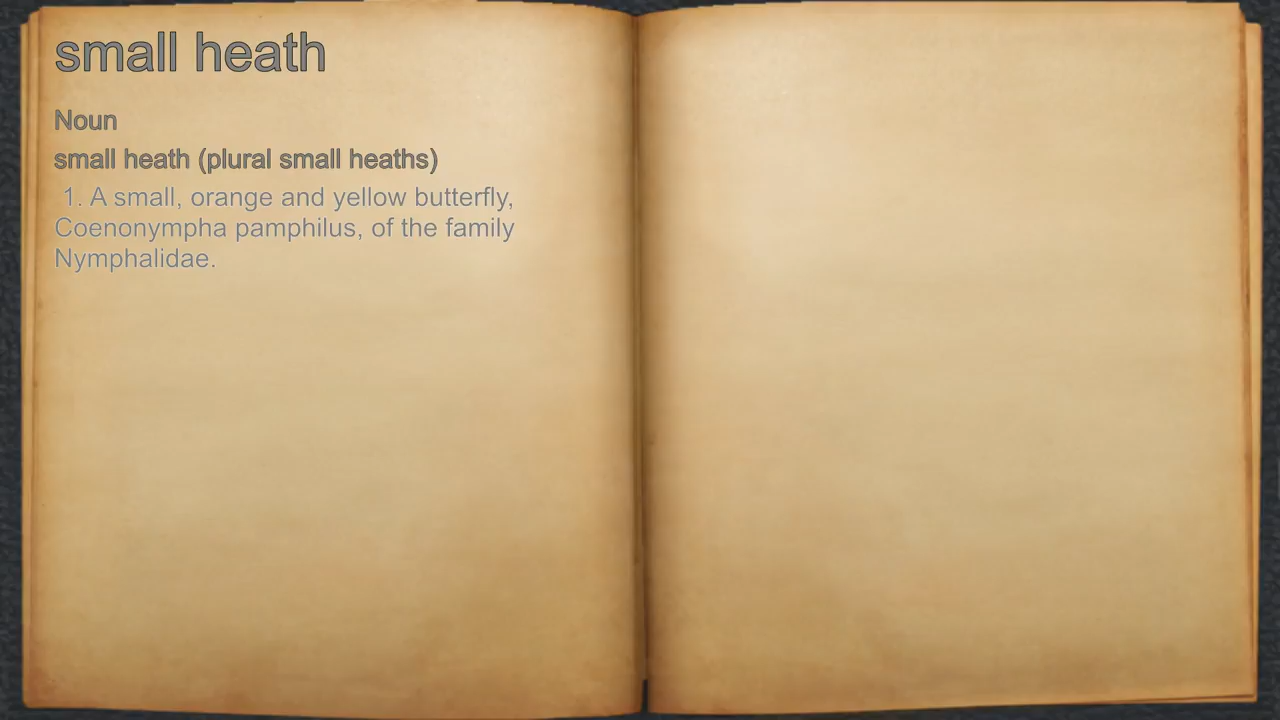 small heath
Noun
small heath (plural small heaths)
1. A small, orange and yellow butterfly,
Coenonympha pamphilus, of the family
Nymphalidae.